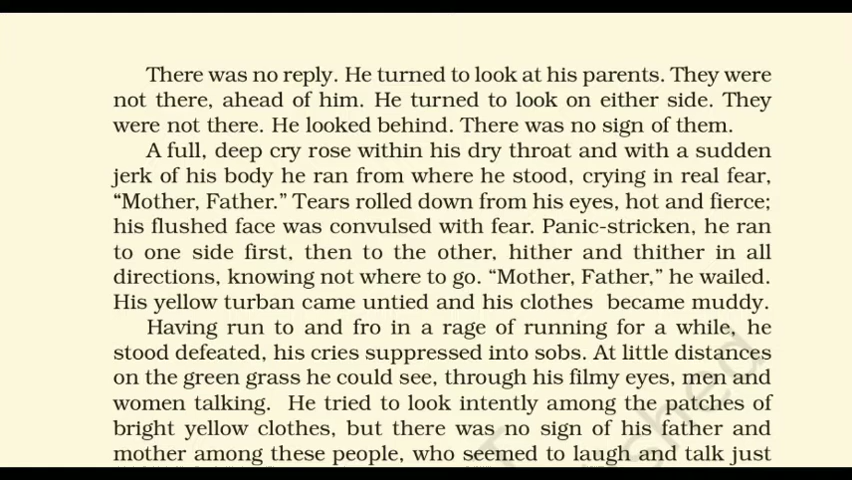 There was no reply. He turned to look at his parents. They were
not there, ahead of him. He turned to look on either side. They
were not there. He looked behind. There was no sign of them.
A full, deep cry rose within his dry throat and with a sudden
jerk of his body he ran from where he stood, crying in real fear,
“Mother, Father.” Tears rolled down from his eyes, hot and fierce;
his flushed face was convulsed with fear. Panic-stricken, he ran
to one side first, then to the other, hither and thither in all
directions, knowing not where to go. “Mother, Father,” he wailed.
His yellow turban came untied and his clothes became muddy.
Having run to and fro in a rage of running for a while, he
stood defeated, his cries suppressed into sobs. At little distances
on the green grass he could see, through his filmy eyes, men and
women talking. He tried to look intently among the patches of
bright yellow clothes, but there was no sign of his father and
mother among these people, who seemed to laugh and talk just